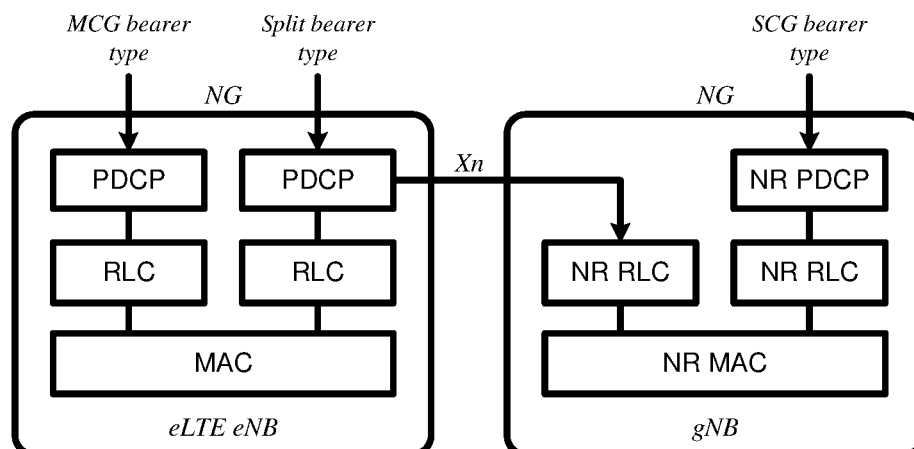 MCG bearer
type
Split bearer
type
SCG bearer
type
NG
NG
PDCP
PDCP
Xn
NR PDCP
RLC
RLC
NR RLC
NR RLC
MAC
NR MAC
eLTE eNB
gNB